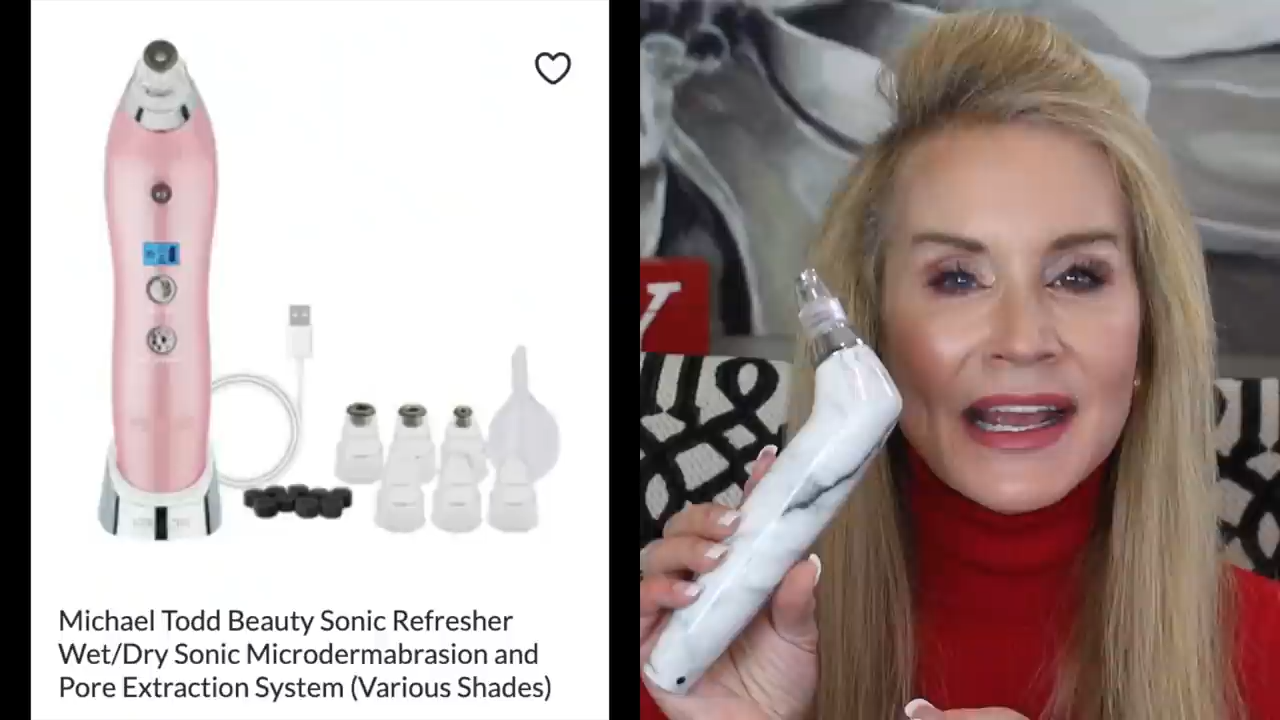 Michael Todd Beauty Sonic Refresher
Wet/Dry Sonic Microdermabrasion and
Pore Extraction System (Various Shades)